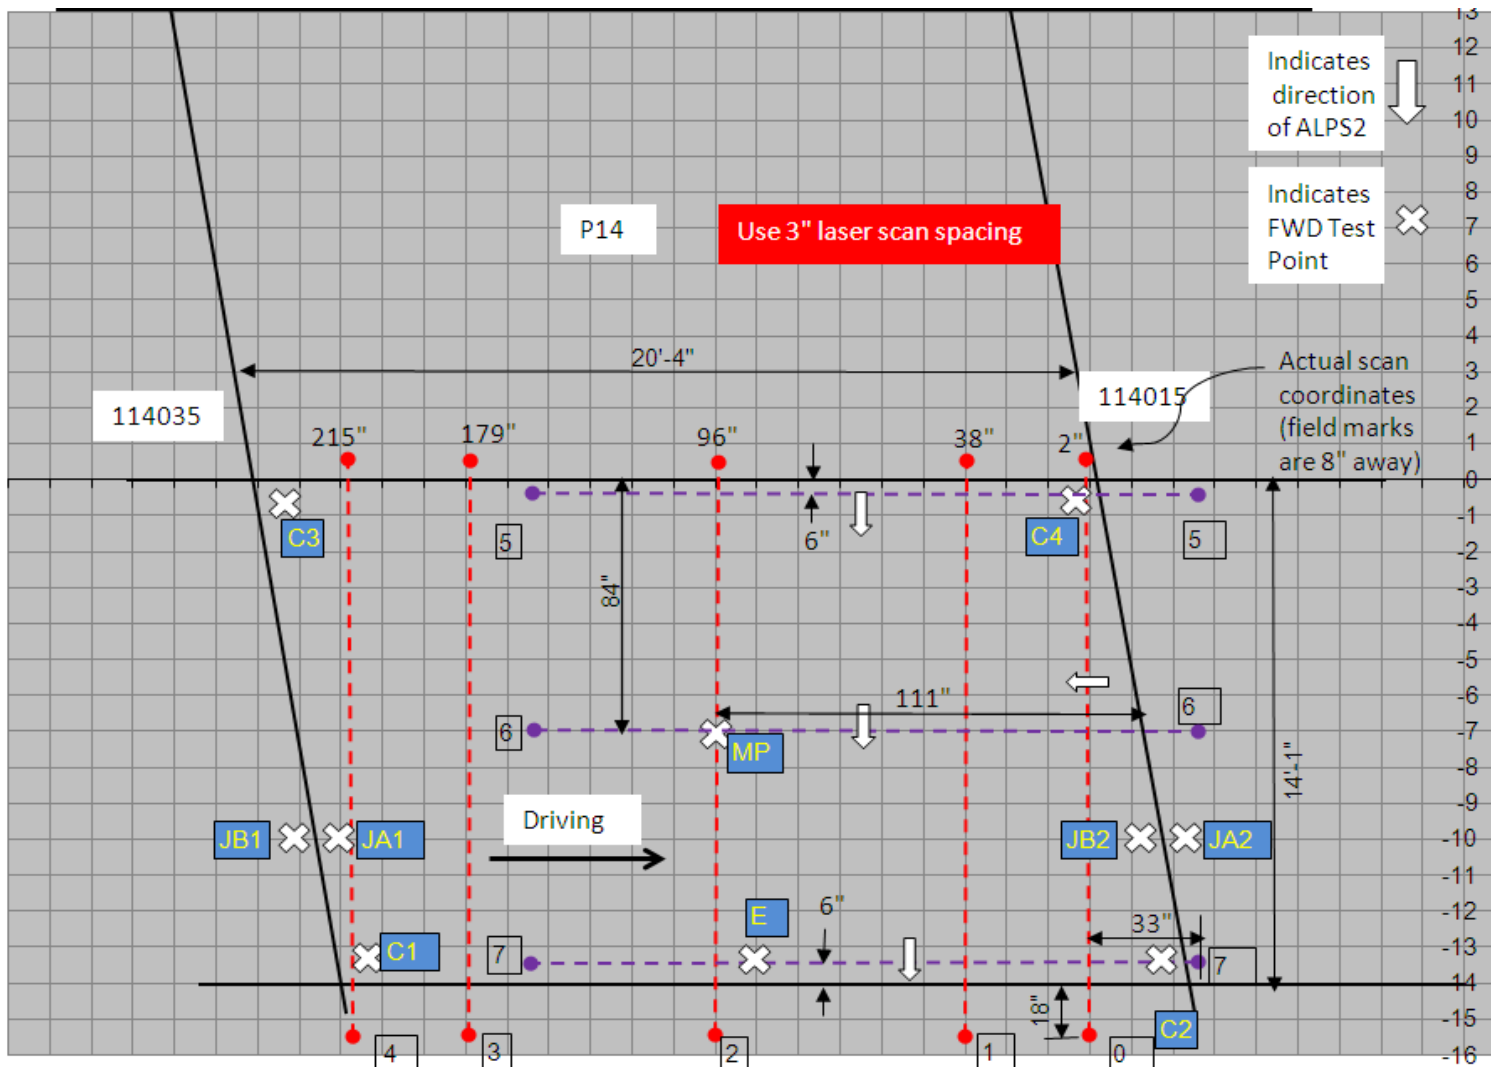 13
12
11
10
9
8
7
6
5
4
3
2
1
0
-1
-2
-3
-4
-5
-6
-7
-8
-9
-10
-11
-12
-13
-14
-15
-16
Indicates
direction
of ALPS2
Indicates
FWD Test
Point
P14
Use 3" laser scan spacing
20'-4"
114035
114015
Actual scan
coordinates
(field marks
are 8" away)
215"
179"
96"
38"
2"
C3
5
6"
C4
5
84"
111"
6
6
MP
14'-1"
Driving
JB1
JA1
JB2
JA2
E
6"
33"
C1
7
7
18"
C2
4
3
2
1
0